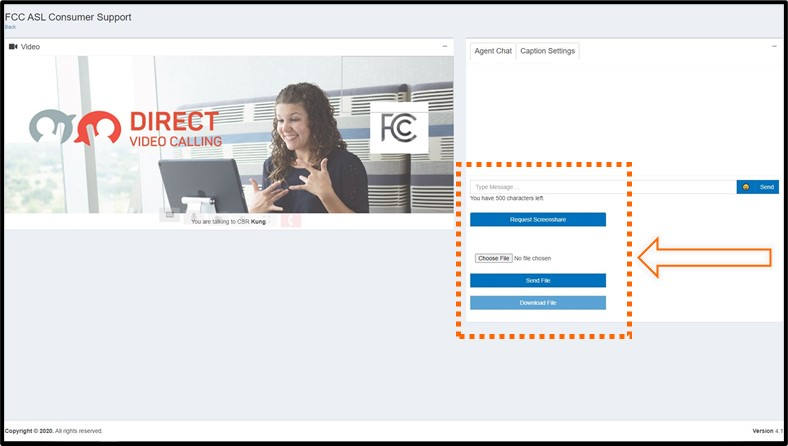 FCC ASL Consumer Support
Back
Video
DIRECT
VIDEO CALLING
FCC
You are talking to CSR Kung.
Agent Chat Caption Settings
Type Message ...
Send
You have 500 characters left
Request Screenshare
Choose File No file chosen
Send File
Download File
Copyright © 2020. All rights reserved.
Version 4.1